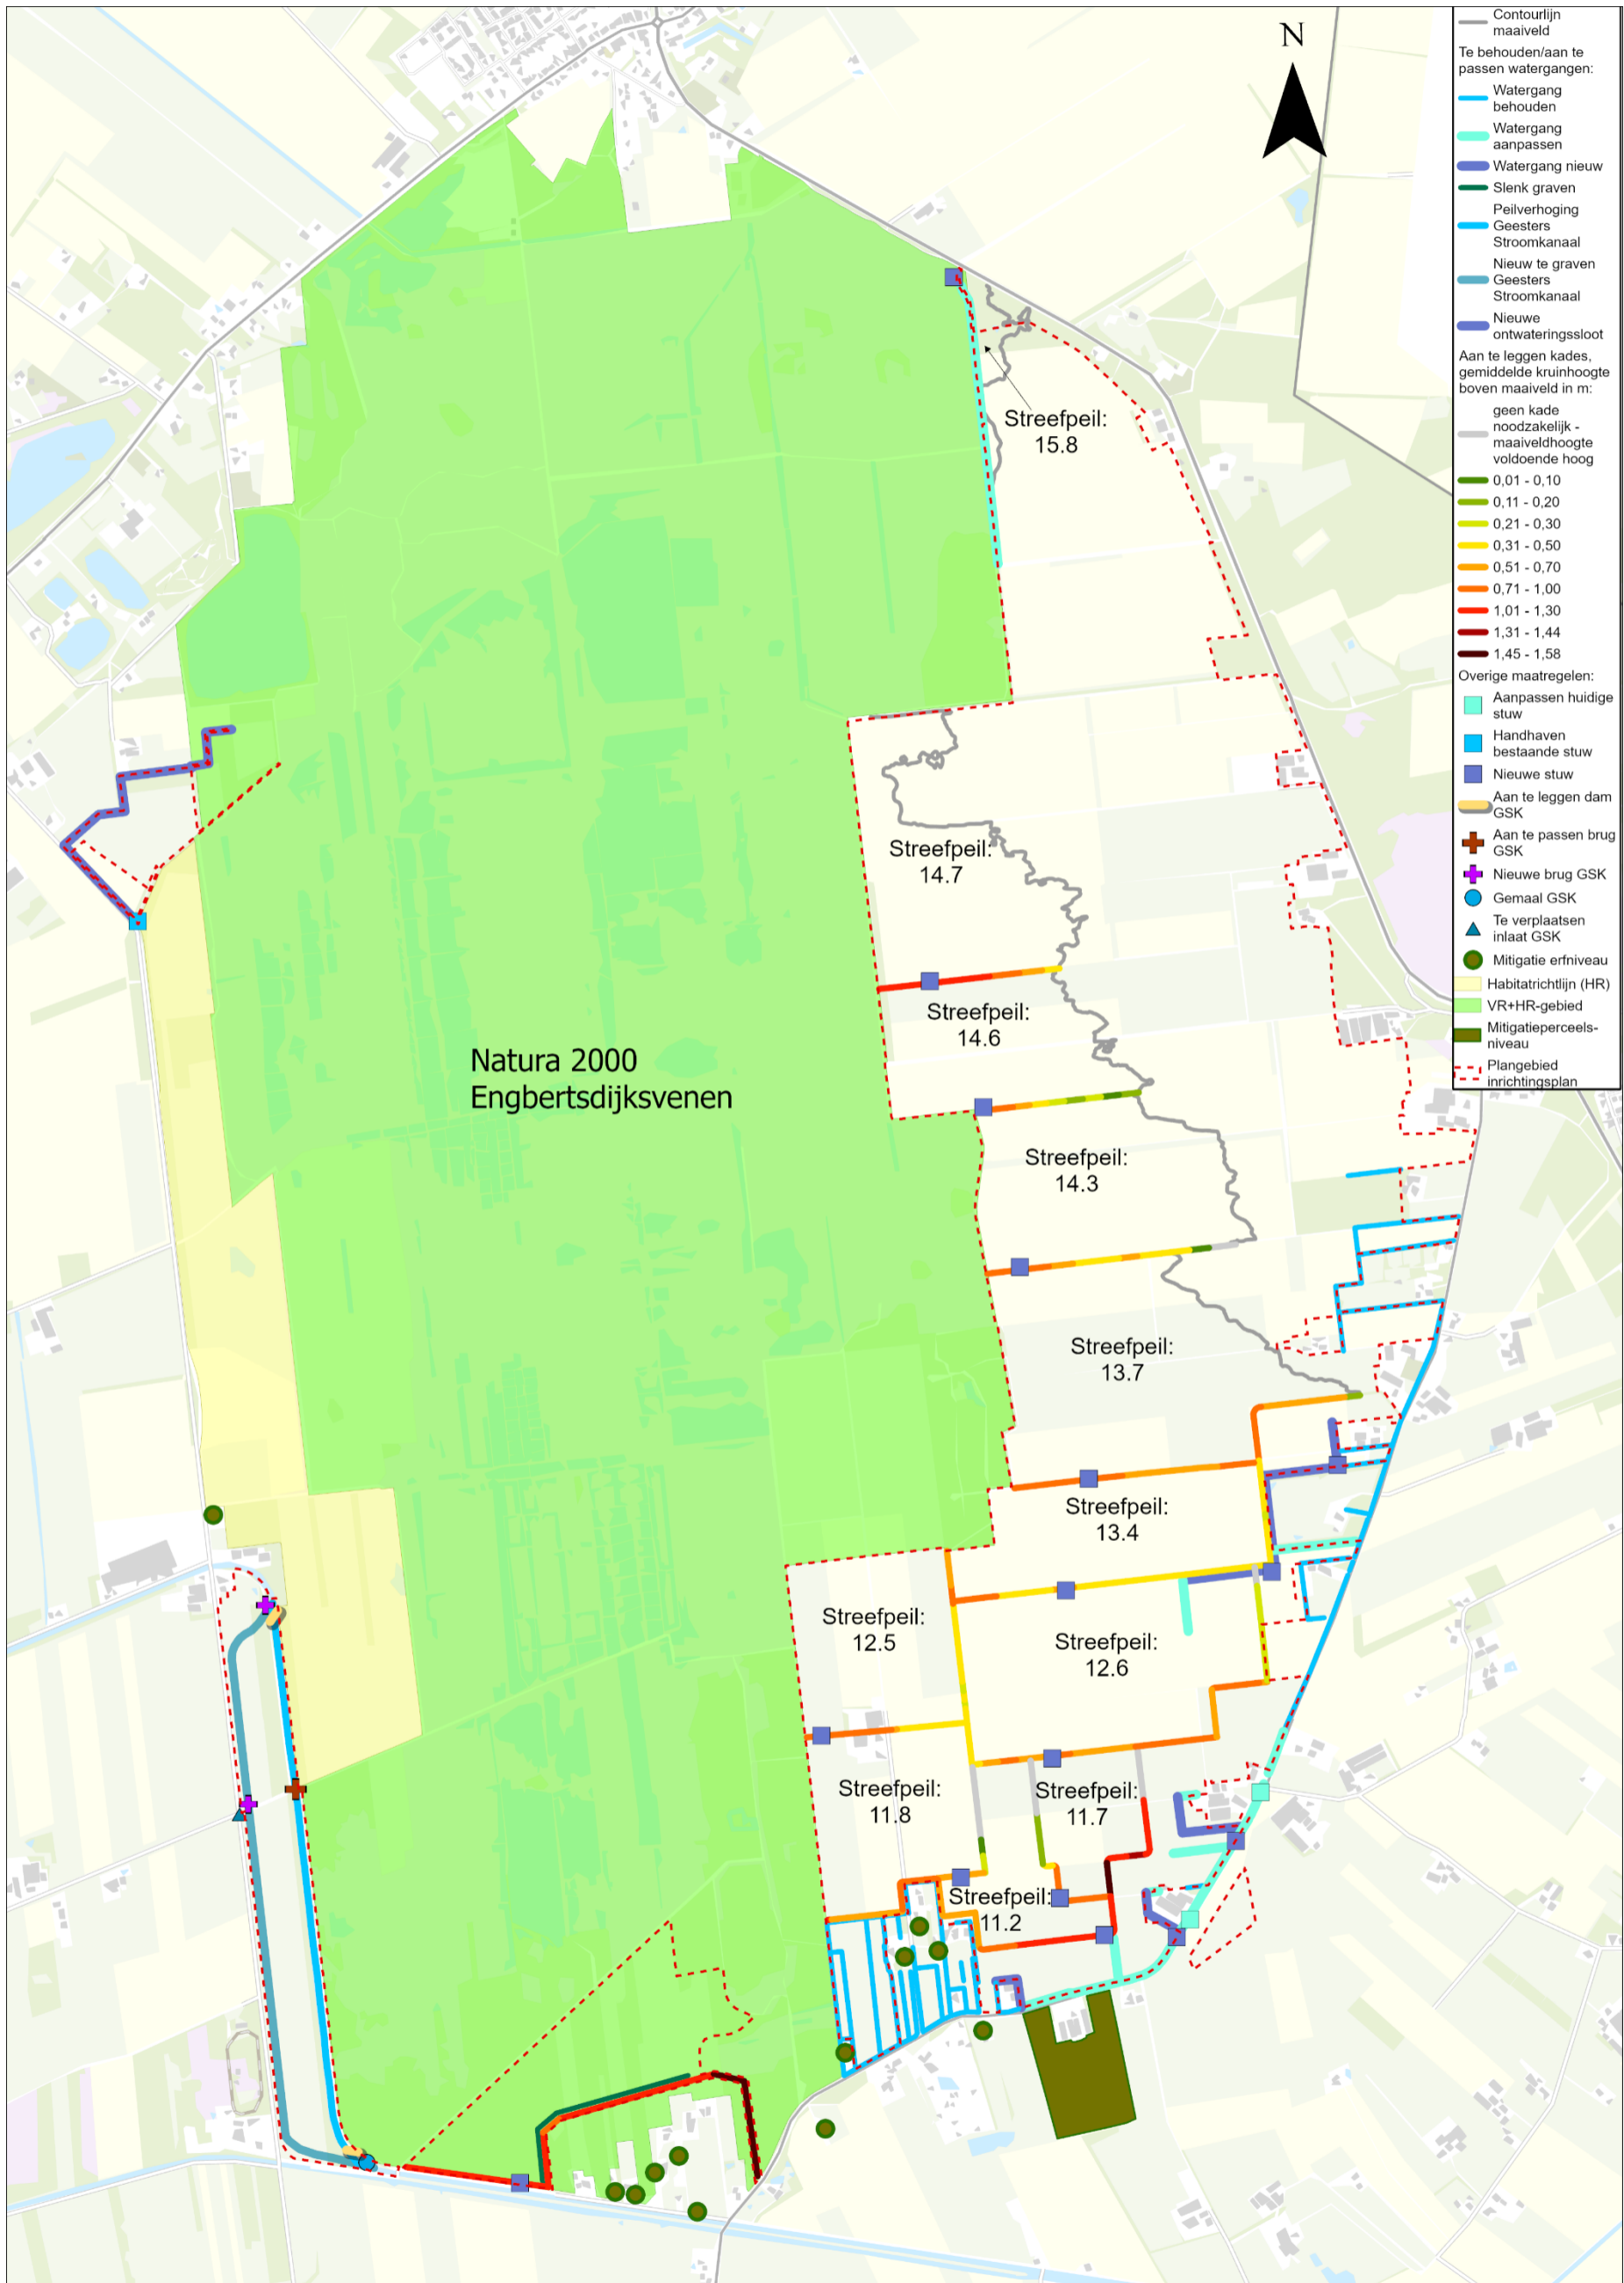 N
Contourlijn
maaiveld
Te behouden/aan te
passen watergangen:
Watergang
behouden
Watergang
aanpassen
Watergang nieuw
Slenk graven
Peilverhoging
Geesters
Stroomkanaal
Nieuw te graven
Geesters
Stroomkanaal
Nieuwe
ontwateringssloot
Aan te leggen kades,
gemiddelde kruinhoogte
boven maaiveld in m:
geen kade
noodzakelijk -
maaiveldhoogte
voldoende hoog
0,01 - 0,10
0,11 - 0,20
0,21 - 0,30
0,31 - 0,50
0,51 - 0,70
0,71 - 1,00
1,01 - 1,30
1,31 - 1,44
1,45 - 1,58
Overige maatregelen:
Aanpassen huidige
stuw
Handhaven
bestaande stuw
Nieuwe stuw
Aan te leggen dam
GSK
Aan te passen brug
GSK
Nieuwe brug GSK
Gemaal GSK
Te verplaatsen
inlaat GSK
Mitigatie erfniveau
Habitatrichtlijn (HR)
VR+HR-gebied
Mitigatieperceels-
niveau
Plangebied
inrichtingsplan
Streefpeil:
15.8
Streefpeil:
14.7
Streefpeil:
14.6
Natura 2000
Engbertsdijksvenen
Streefpeil:
14.3
Streefpeil:
13.7
Streefpeil:
13.4
Streefpeil:
12.5
Streefpeil:
12.6
Streefpeil:
11.8
Streefpeil:
11.7
Streefpeil:
11.2